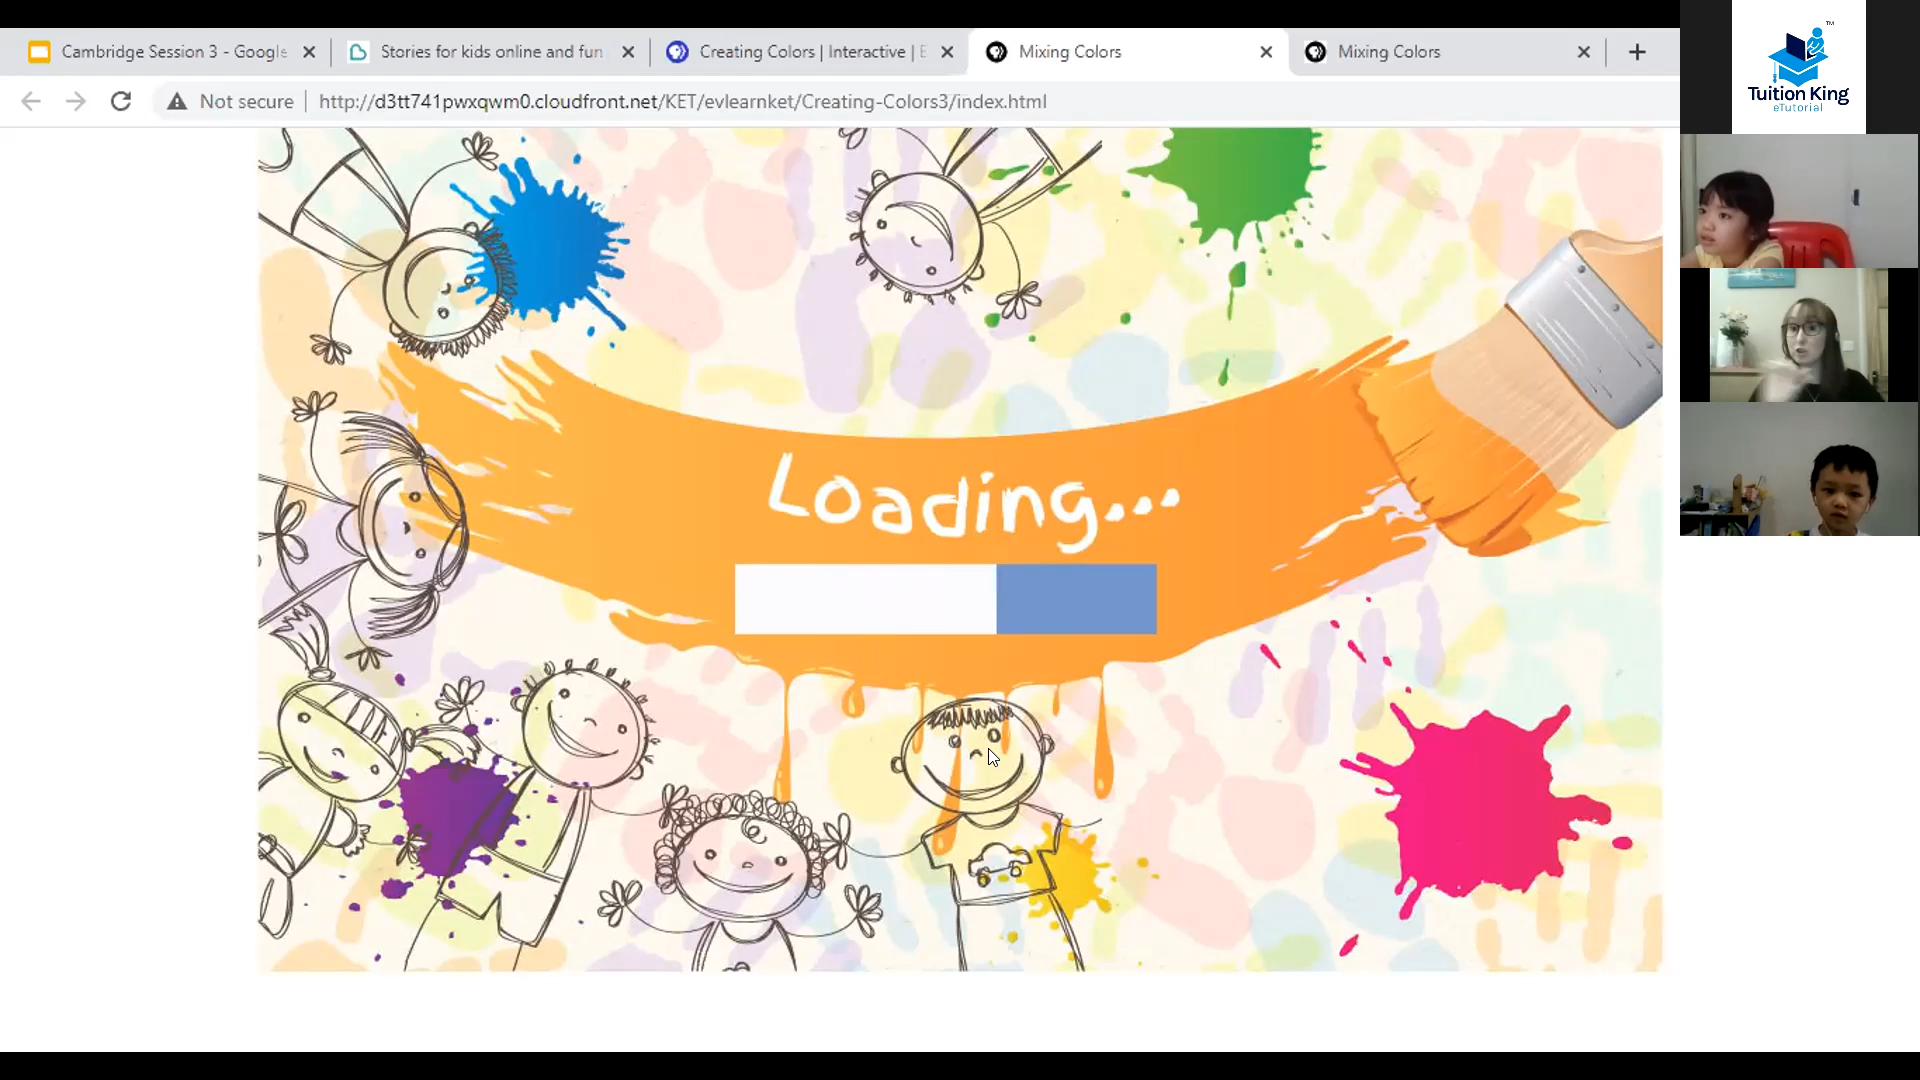 Cambridge Session 3 - Google
Stories for kids online and fun
Creating Colors | Interactive | E
Mixing Colors
Mixing Colors
Not secure
http://d3tt741pwxqwm0.cloudfront.net/KET/evlearnket/Creating-Colors3/index.html
TM
Tuition King
eTutorial
Loading...